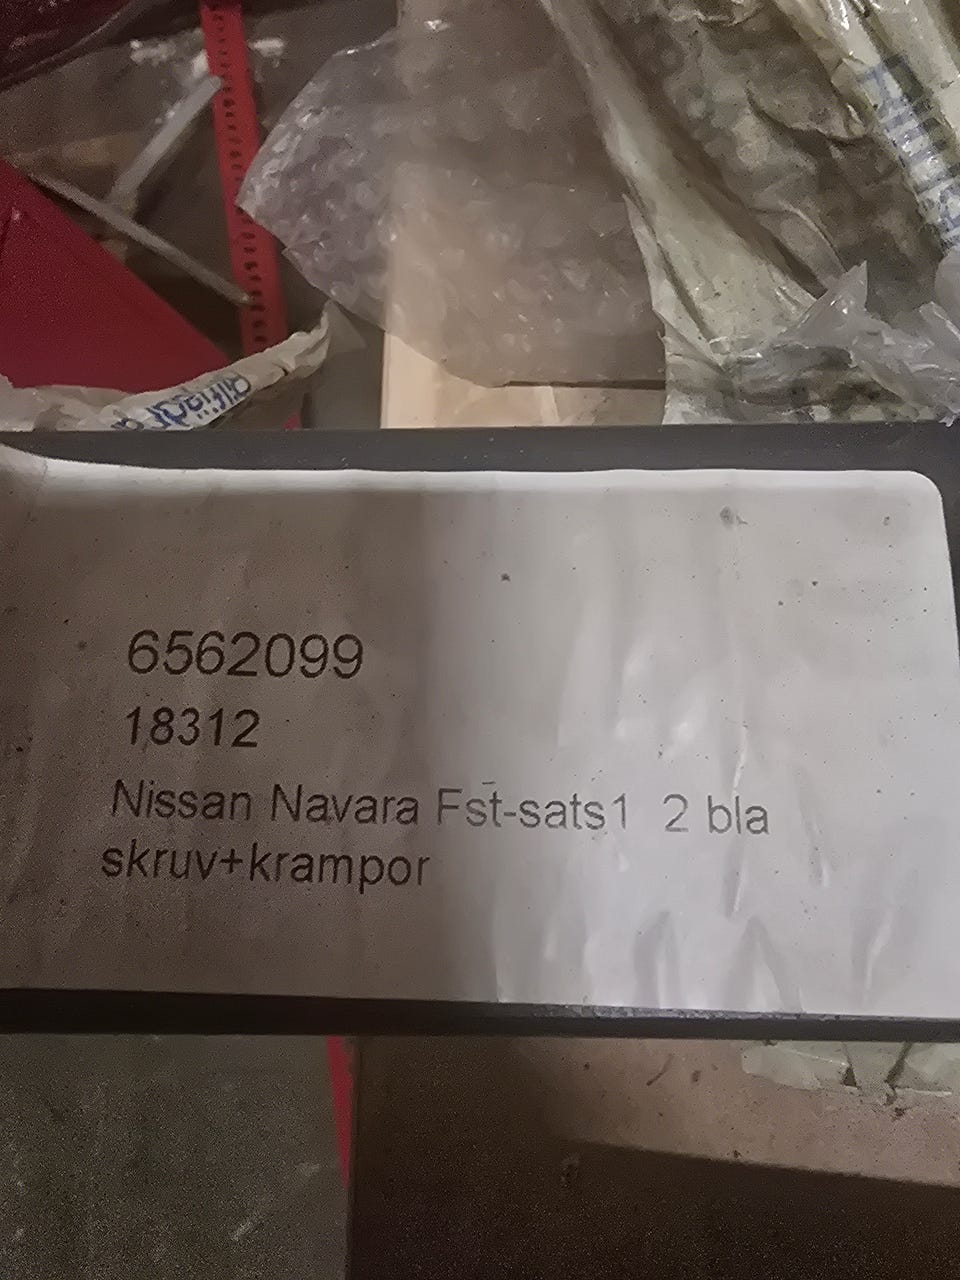 6562099
18312
Nissan Navara Fst-sats1 2 bla
skruv+krampor